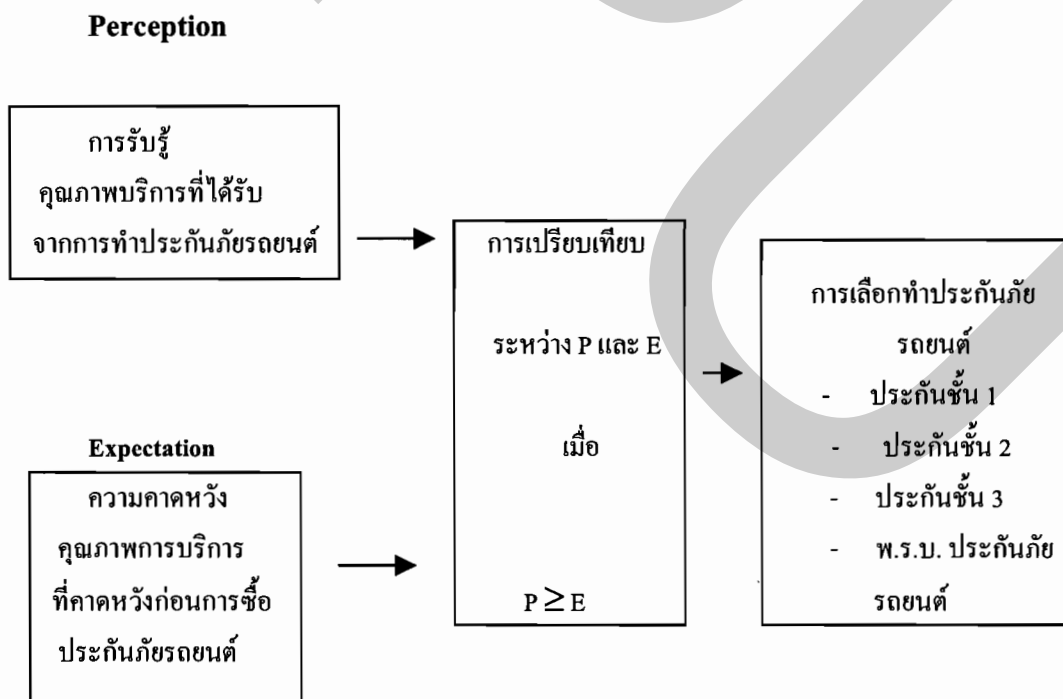 Perception
การรับรู้
คุณภาพบริการที่ได้รับ
จากการทำประกันภัยรถยนต์
Expectation
ความคาดหวัง
คุณภาพการบริการ
ที่คาดหวังก่อนการซื้อ
ประกันภัยรถยนต์
การเปรียบเทียบ
ระหว่าง P และ E
เมื่อ
P ≥ E
การเลือกทำประกันภัย
รถยนต์
- ประกันชั้น 1
- ประกันชั้น 2
- ประกันชั้น 3
- พ.ร.บ. ประกันภัย
รถยนต์